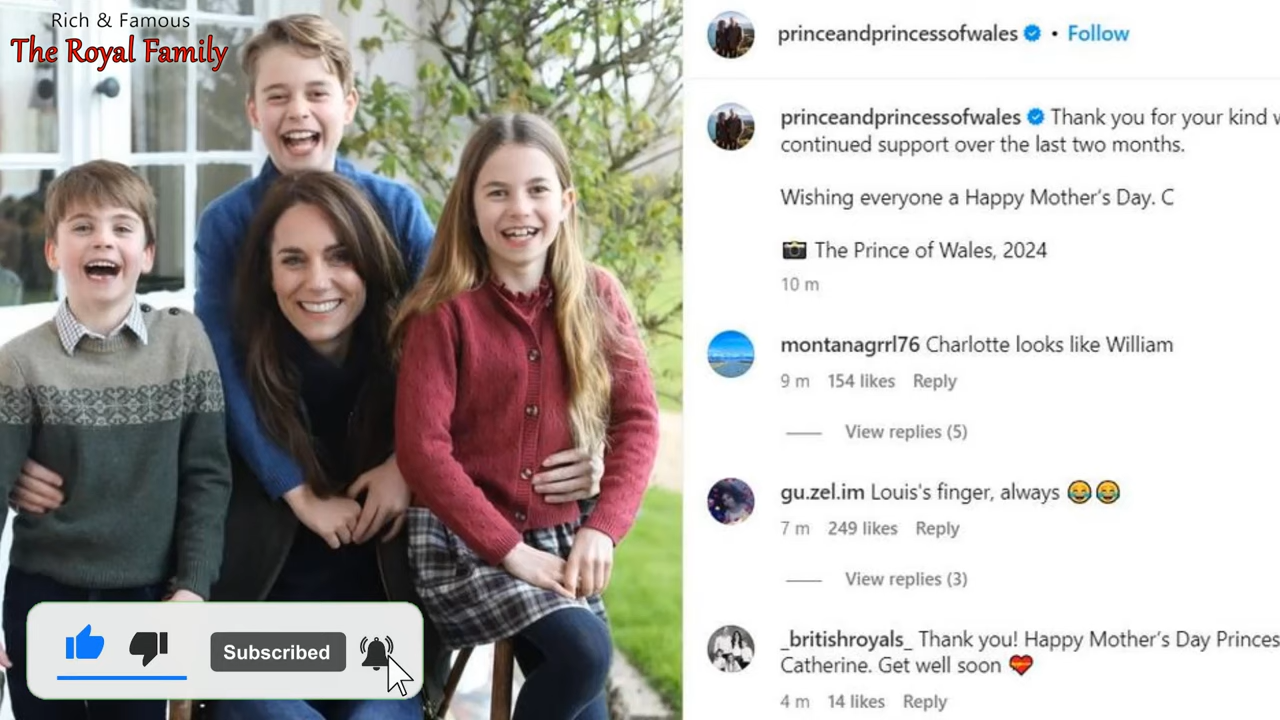 Rich & Famous
The Royal Family
princeandprincessofwales • Follow
princeandprincessofwales Thank you for your kind
continued support over the last two months.
Wishing everyone a Happy Mother's Day. C
📷 The Prince of Wales, 2024
10 m
montanagrrl76 Charlotte looks like William
9 m 154 likes Reply
View replies (5)
gu.zel.im Louis's finger, always 😂😂
7 m 249 likes Reply
View replies (3)
_britishroyals_ Thank you! Happy Mother's Day Princes
Catherine. Get well soon
4 m 14 likes Reply
Subscribed